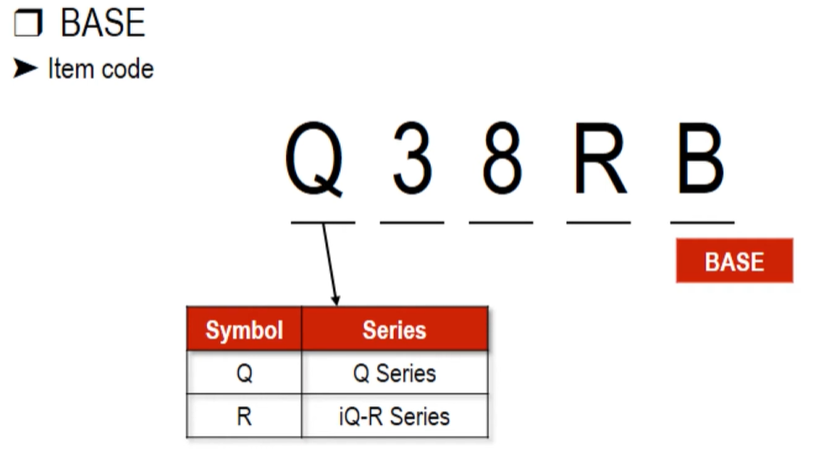 ❒ BASE
➤ Item code
Q 3 8 R B
BASE
Symbol Series
Q Q Series
R iQ-R Series